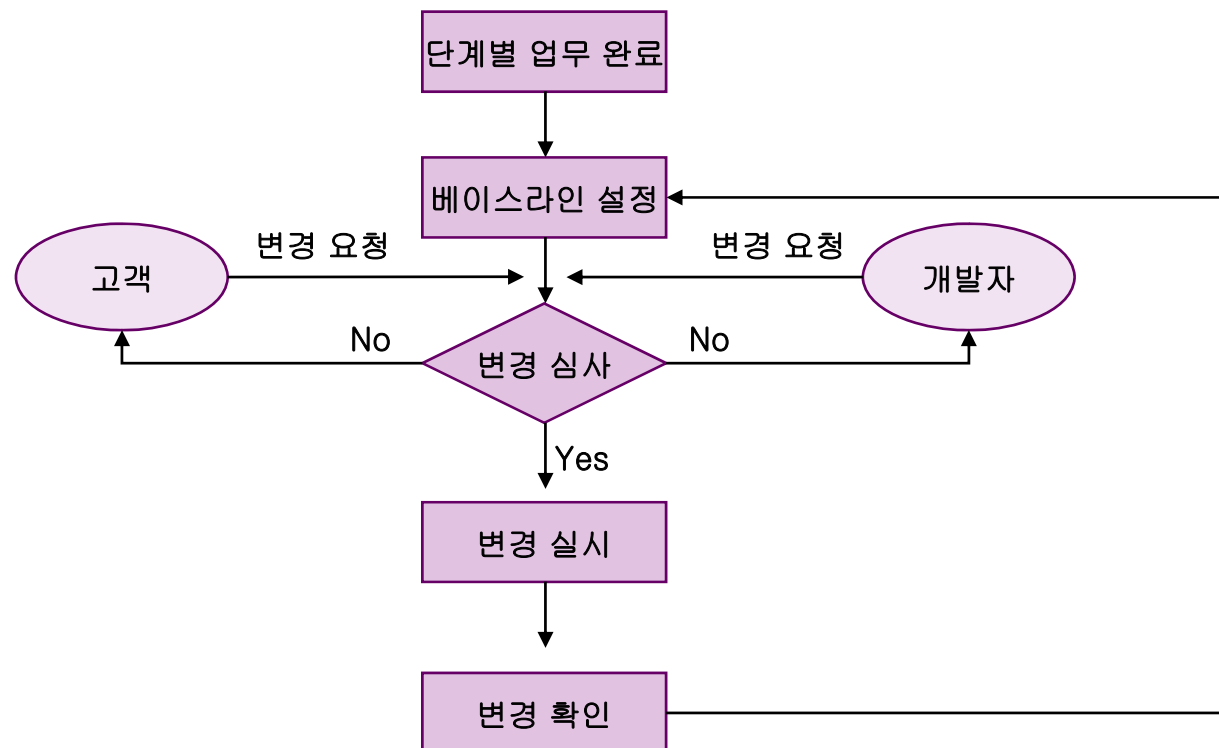 단계별 업무 완료
베이스라인 설정
변경 요청
변경 요청
고객
개발자
No
No
변경 심사
Yes
변경 실시
변경 확인